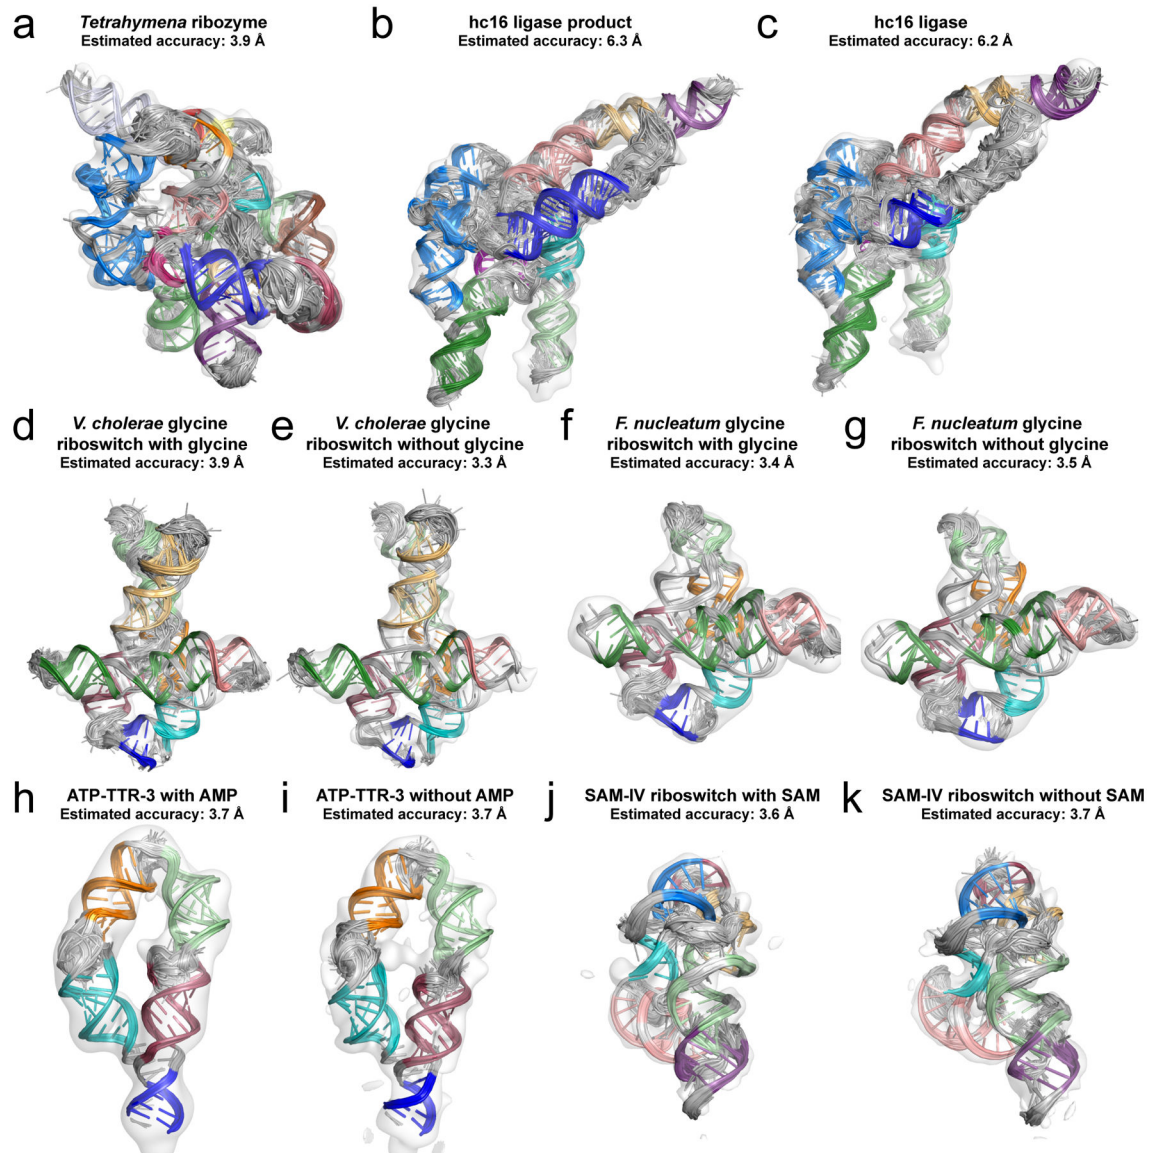 a
Tetrahymena ribozyme
Estimated accuracy: 3.9 Å
b
hc16 ligase product
Estimated accuracy: 6.3 Å
c
hc16 ligase
Estimated accuracy: 6.2 Å
d
V. cholerae glycine
riboswitch with glycine
Estimated accuracy: 3.9 Å
e
V. cholerae glycine
riboswitch without glycine
Estimated accuracy: 3.3 Å
f
F. nucleatum glycine
riboswitch with glycine
Estimated accuracy: 3.4 Å
g
F. nucleatum glycine
riboswitch without glycine
Estimated accuracy: 3.5 Å
h
ATP-TTR-3 with AMP
Estimated accuracy: 3.7 Å
i
ATP-TTR-3 without AMP
Estimated accuracy: 3.7 Å
j
SAM-IV riboswitch with SAM
Estimated accuracy: 3.6 Å
k
SAM-IV riboswitch without SAM
Estimated accuracy: 3.7 Å